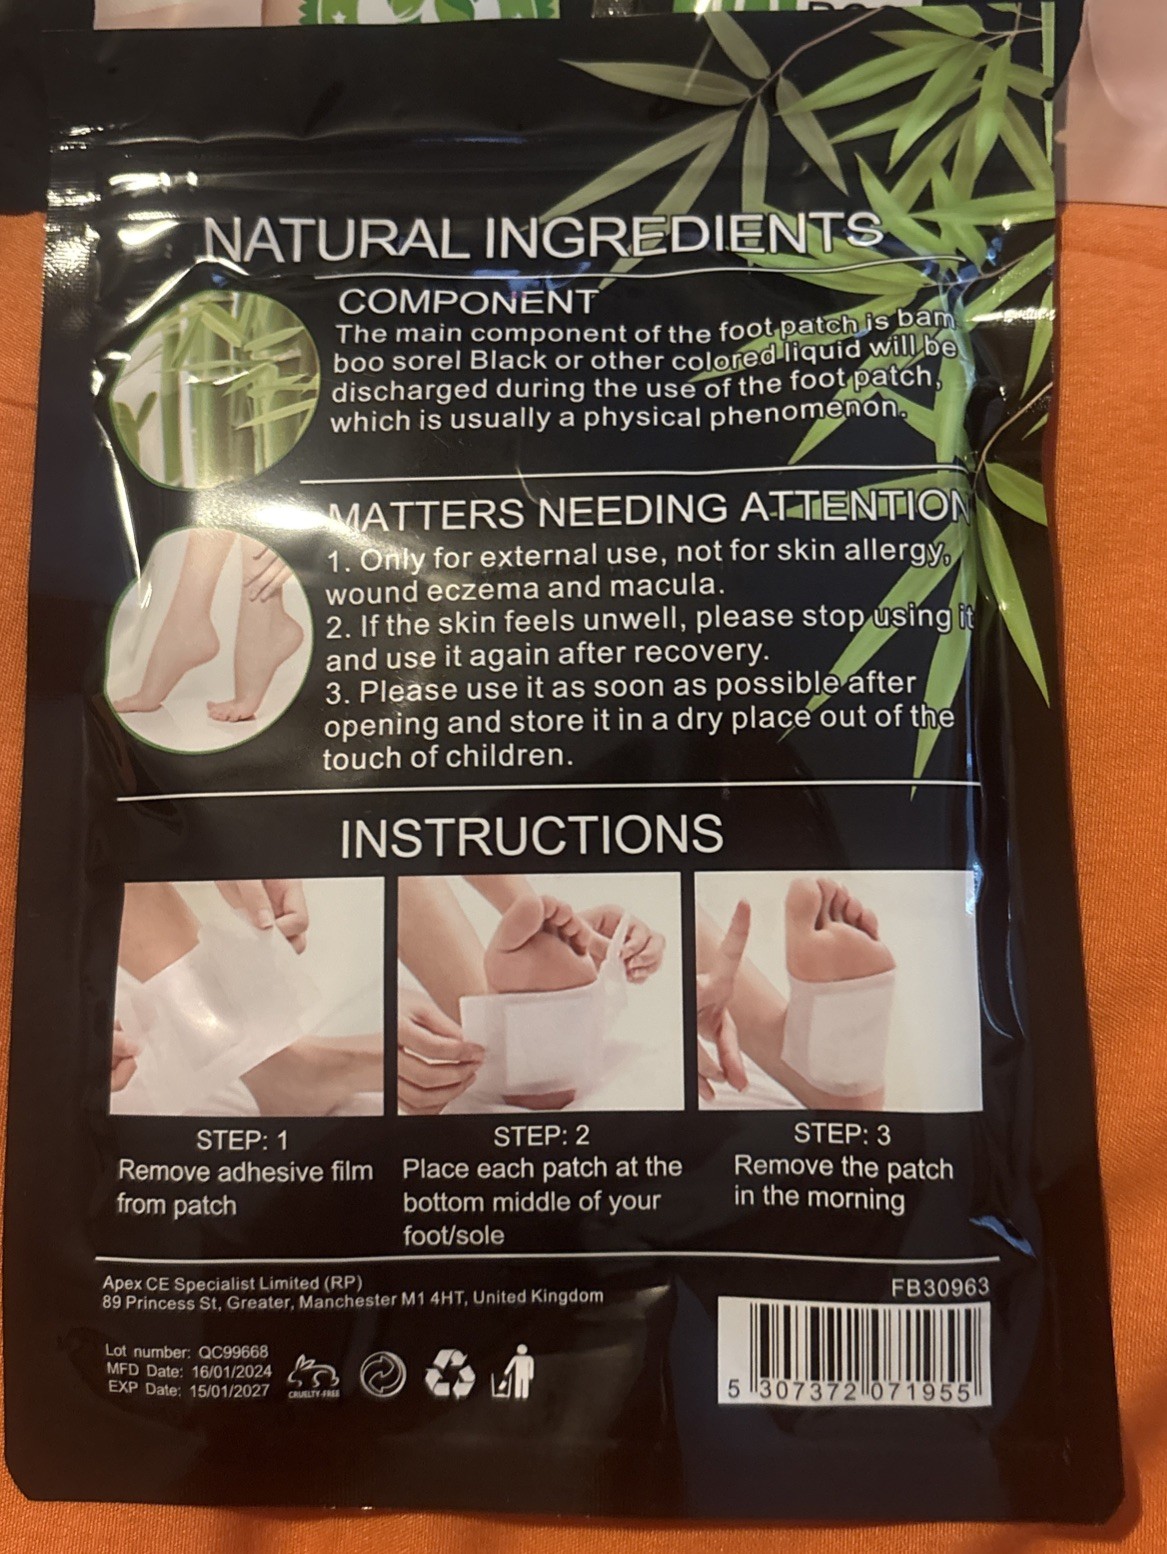 NATURAL INGREDIENTS
COMPONENT
The main component of the foot patch is bam
boo sorel Black or other colored liquid will be
discharged during the use of the foot patch,
which is usually a physical phenomenon.
MATTERS NEEDING ATTENTION
1. Only for external use, not for skin allergy,
wound eczema and macula.
2. If the skin feels unwell, please stop using it
and use it again after recovery.
3. Please use it as soon as possible after
opening and store it in a dry place out of the
touch of children.
INSTRUCTIONS
STEP: 1
Remove adhesive film
from patch
STEP: 2
Place each patch at the
bottom middle of your
foot/sole
STEP: 3
Remove the patch
in the morning
Apex CE Specialist Limited (RP)
89 Princess St, Greater, Manchester M1 4HT, United Kingdom
FB30963
Lot number: QC99668
MFD Date: 16/01/2024
EXP Date: 15/01/2027
CRUELTY-FREE
5 307372 071955